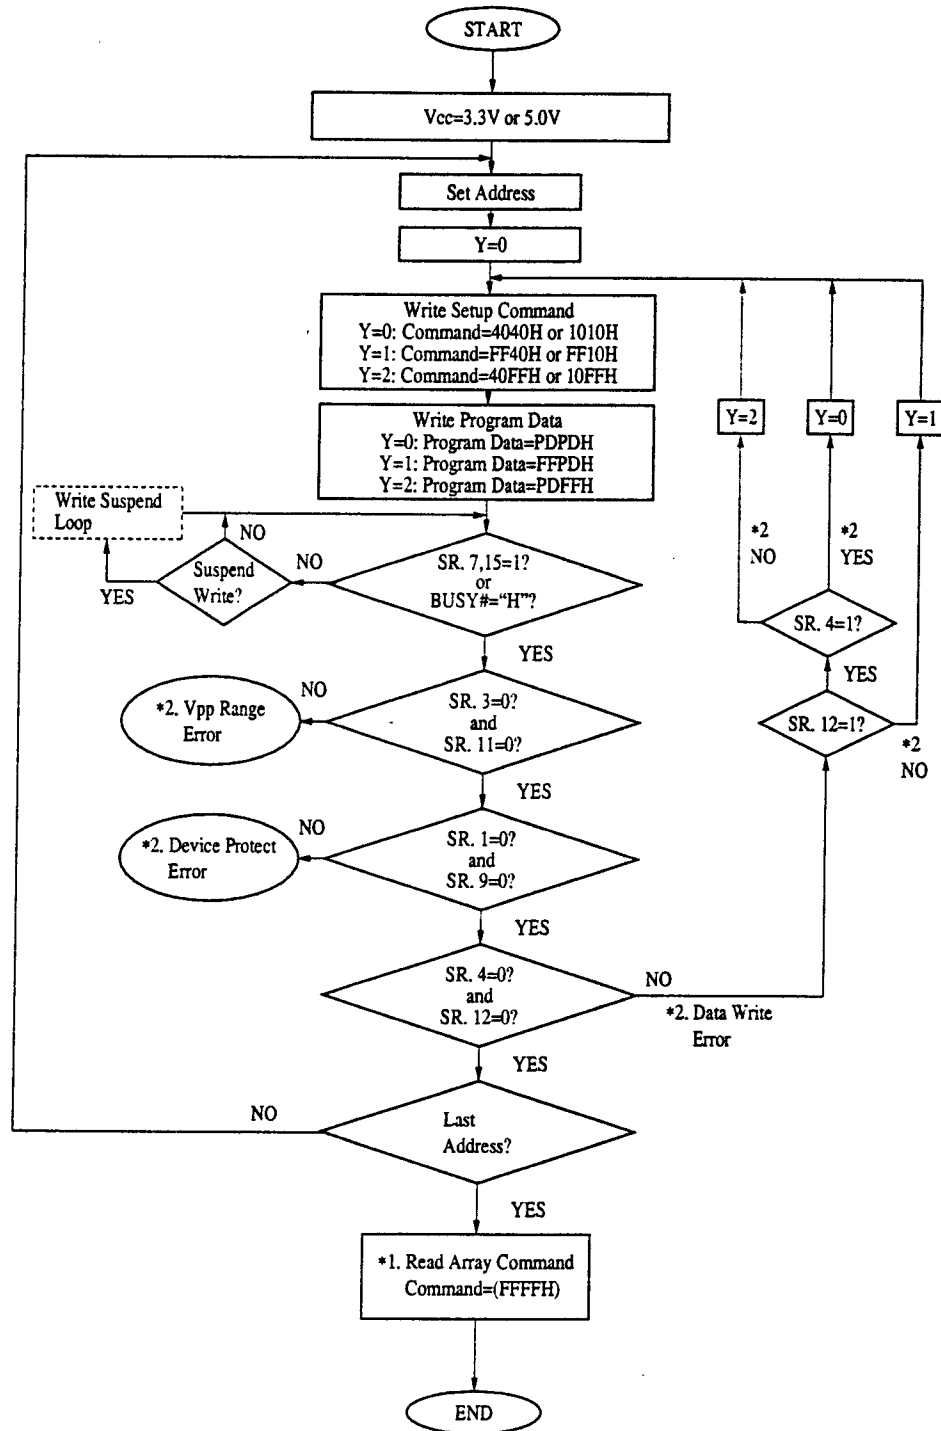 START
Vcc=3.3V or 5.0V
Set Address
Y=0
Write Setup Command
Y=0: Command=4040H or 1010H
Y=1: Command=FF40H or FF10H
Y=2: Command=40FFH or 10FFH
Y=2
Y=0
Y=1
Write Program Data
Y=0: Program Data=PDPDH
Y=1: Program Data=FFPDH
Y=2: Program Data=PDFFH
Write Suspend
Loop
NO
YES
Suspend
Write?
NO
SR. 7,15=1?
or
BUSY#="H"?
YES
*2
NO
*2
YES
SR. 4=1?
YES
SR. 12=1?
*2
NO
*2. Vpp Range
Error
NO
SR. 3=0?
and
SR. 11=0?
YES
*2. Device Protect
Error
NO
SR. 1=0?
and
SR. 9=0?
YES
SR. 4=0?
and
SR. 12=0?
NO
*2. Data Write
Error
YES
NO
Last
Address?
YES
*1. Read Array Command
Command=(FFFFH)
END